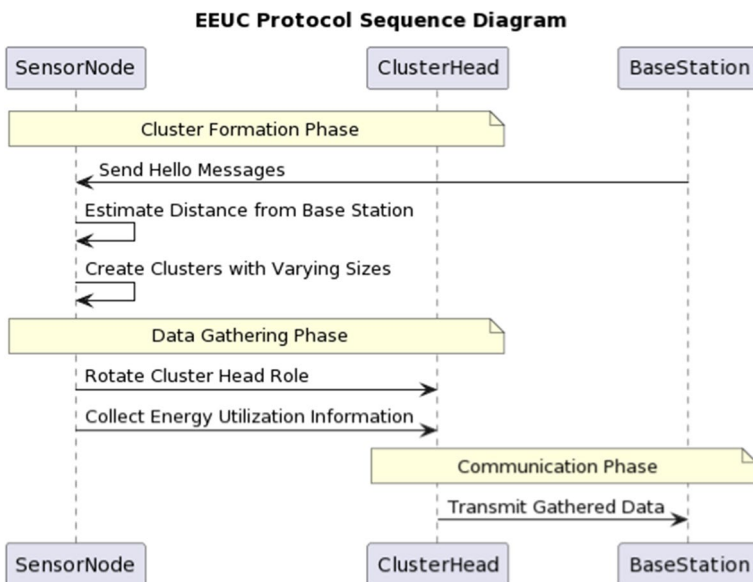 EEUC Protocol Sequence Diagram
SensorNode
ClusterHead
BaseStation
Cluster Formation Phase
Send Hello Messages
Estimate Distance from Base Station
Create Clusters with Varying Sizes
Data Gathering Phase
Rotate Cluster Head Role
Collect Energy Utilization Information
Communication Phase
Transmit Gathered Data
SensorNode
ClusterHead
BaseStation